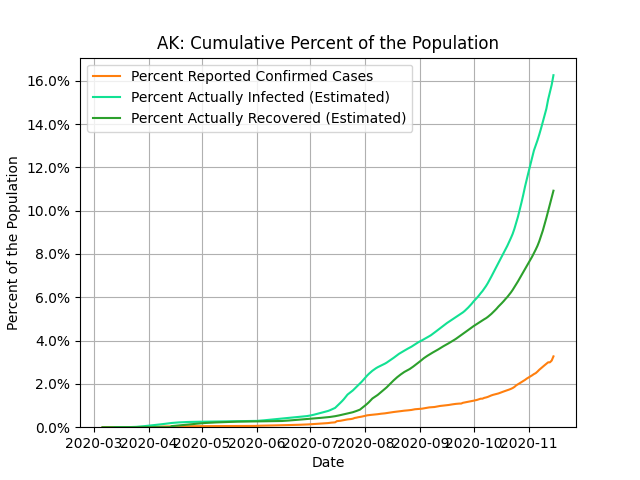 AK: Cumulative Percent of the Population
Percent Reported Confirmed Cases
Percent Actually Infected (Estimated)
Percent Actually Recovered (Estimated)
Percent of the Population
16.0%
14.0%
12.0%
10.0%
8.0%
6.0%
4.0%
2.0%
0.0%
2020-03 2020-04 2020-05 2020-06 2020-07 2020-08 2020-09 2020-10 2020-11
Date